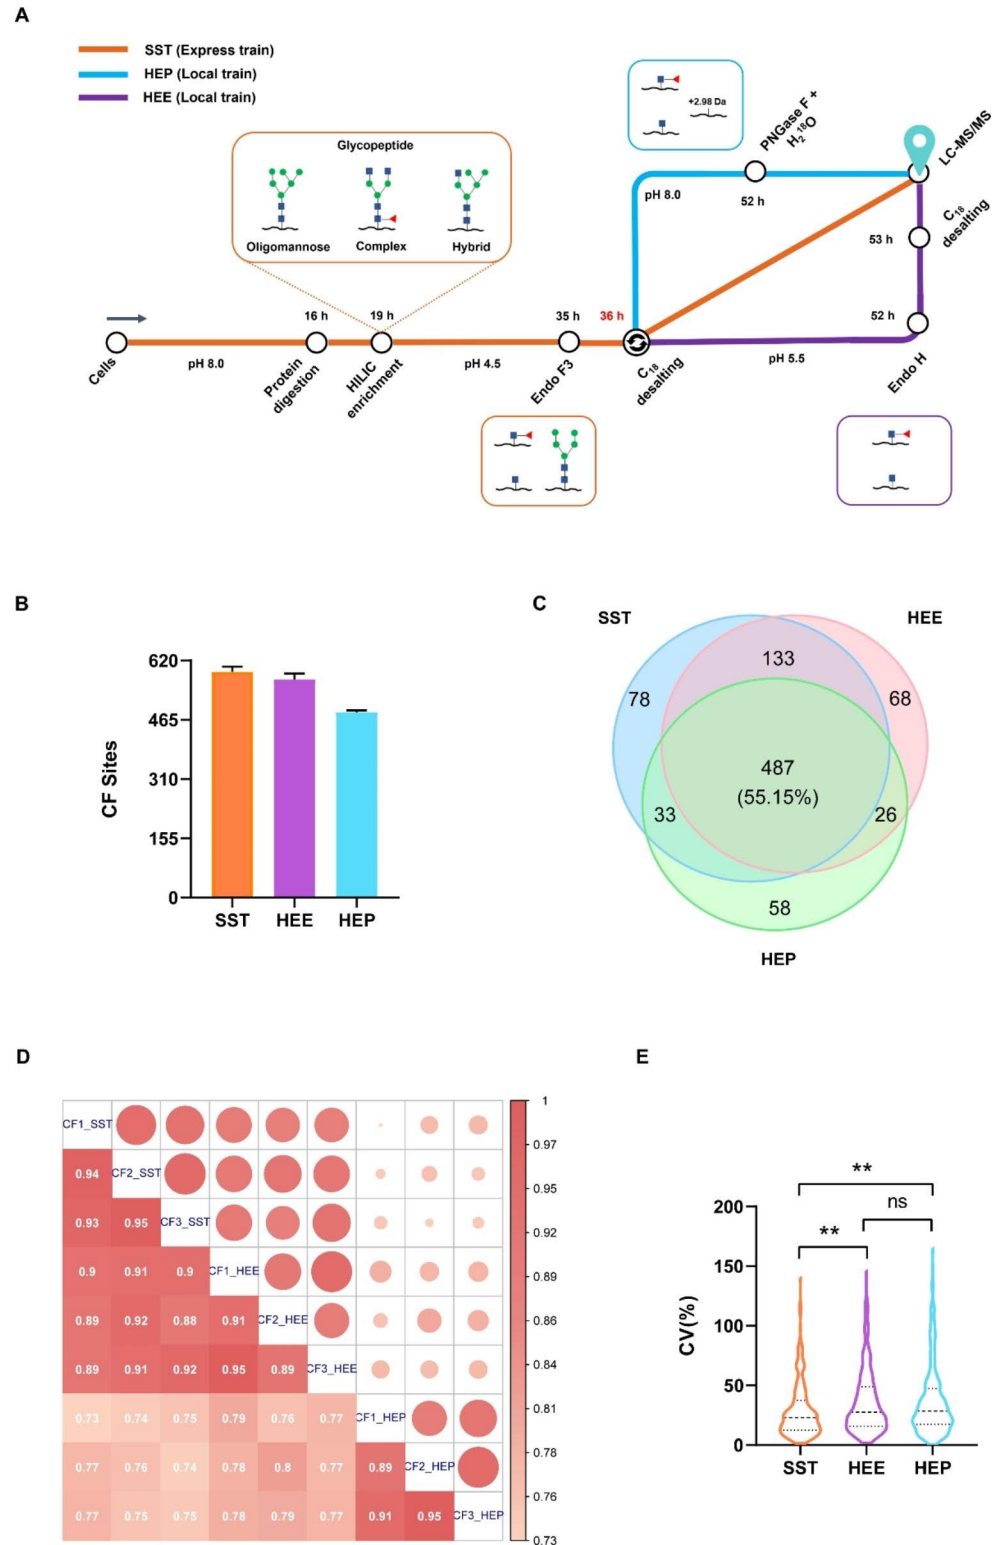 A
SST (Express train)
HEP (Local train)
HEE (Local train)
Glycopeptide
Oligomannose
Complex
Hybrid
+2.98 Da
PNGase F +
H₂¹⁸O
LC-MS/MS
pH 8.0
52 h
C₁₈
desalting
53 h
16 h
19 h
35 h
36 h
52 h
Cells
pH 8.0
Protein
digestion
HILIC
enrichment
pH 4.5
Endo F3
C₁₈
desalting
pH 5.5
Endo H
B
CF Sites
620
465
310
155
0
SST
HEE
HEP
C
SST
HEE
133
78
68
487
(55.15%)
33
26
58
HEP
D
CF1_SST
0.94 CF2_SST
0.93 0.95 CF3_SST
0.9 0.91 0.9 CF1_HEE
0.89 0.92 0.88 0.91 CF2_HEE
0.89 0.91 0.92 0.95 0.89 CF3_HEE
0.73 0.74 0.75 0.79 0.76 0.77 CF1_HEP
0.77 0.76 0.74 0.78 0.8 0.77 0.89 CF2_HEP
0.77 0.75 0.75 0.78 0.79 0.77 0.91 0.95 CF3_HEP
1
0.97
0.95
0.92
0.89
0.86
0.84
0.81
0.78
0.76
0.73
E
CV(%)
200
150
100
50
0
**
**
ns
SST
HEE
HEP